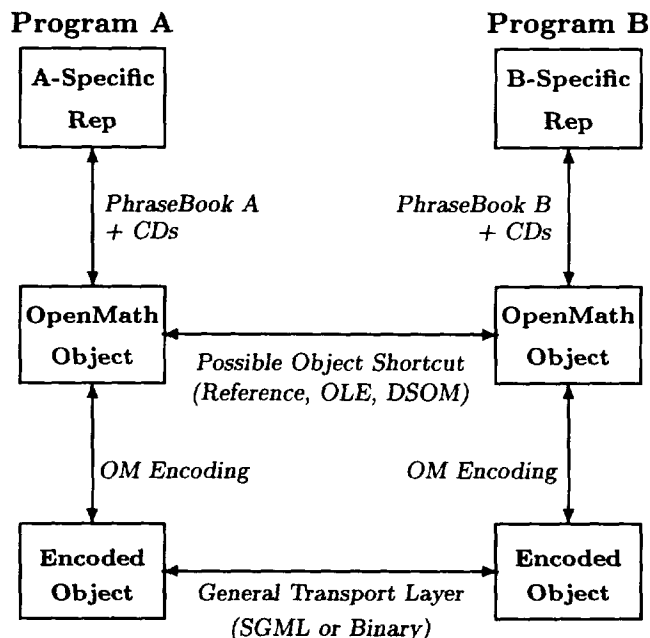 Program A
Program B
A-Specific
Rep
B-Specific
Rep
PhraseBook A
+ CDs
PhraseBook B
+ CDs
OpenMath
Object
OpenMath
Object
Possible Object Shortcut
(Reference, OLE, DSOM)
OM Encoding
OM Encoding
Encoded
Object
Encoded
Object
General Transport Layer
(SGML or Binary)